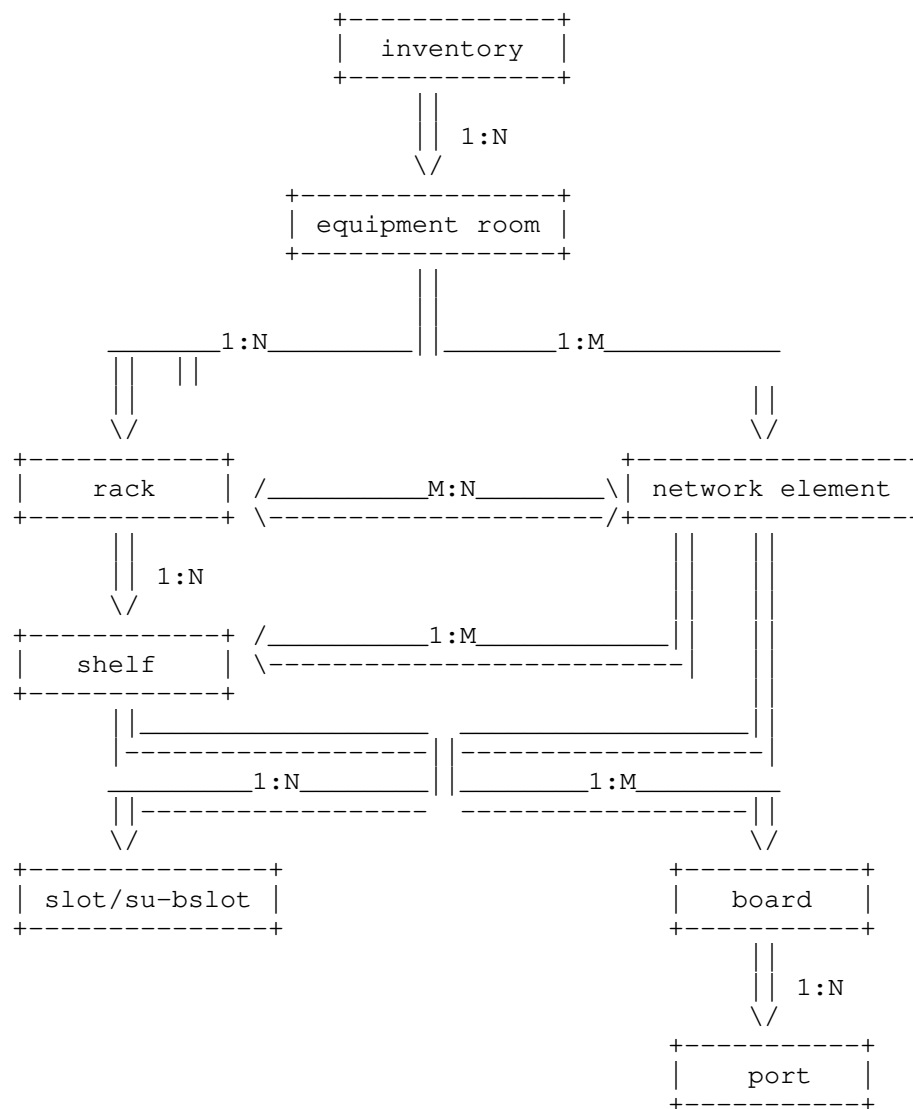 inventory
1:N
equipment room
1:N 1:M
rack M:N network element
1:N
shelf 1:M
1:N 1:M
slot/su-bslot board
1:N
port